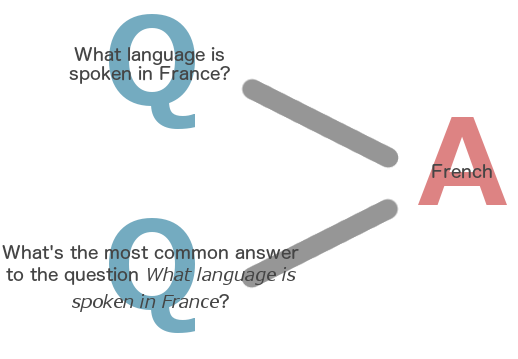 Q
What language is
spoken in France?
A
French
Q
What's the most common answer
to the question What language is
spoken in France?